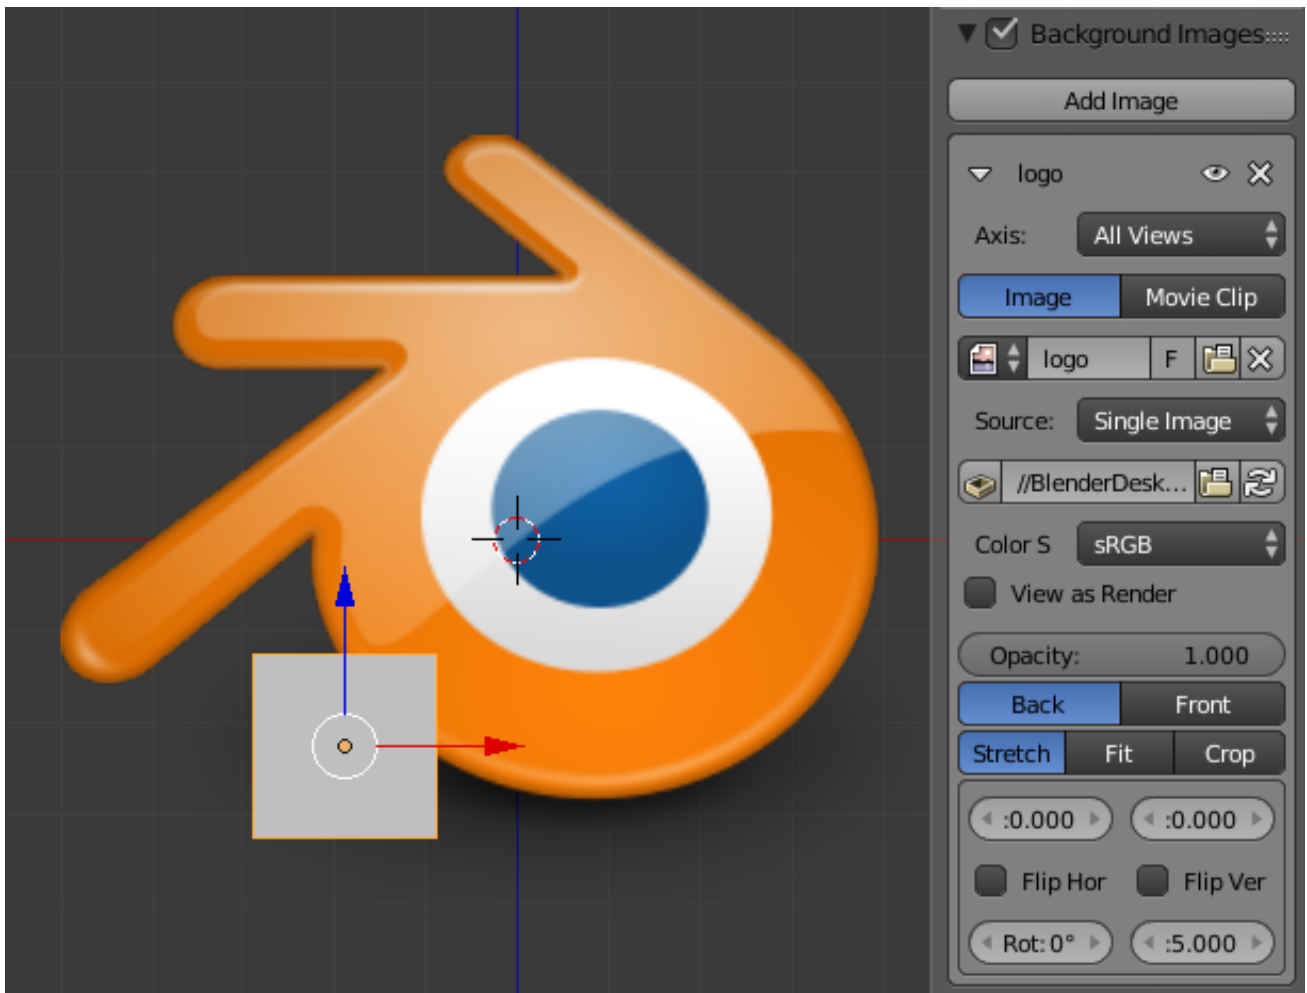 Background Images
Add Image
logo
Axis: All Views
Image Movie Clip
logo F
Source: Single Image
//BlenderDesk...
Color S sRGB
View as Render
Opacity: 1.000
Back Front
Stretch Fit Crop
:0.000 :0.000
Flip Hor Flip Ver
Rot: 0° :5.000